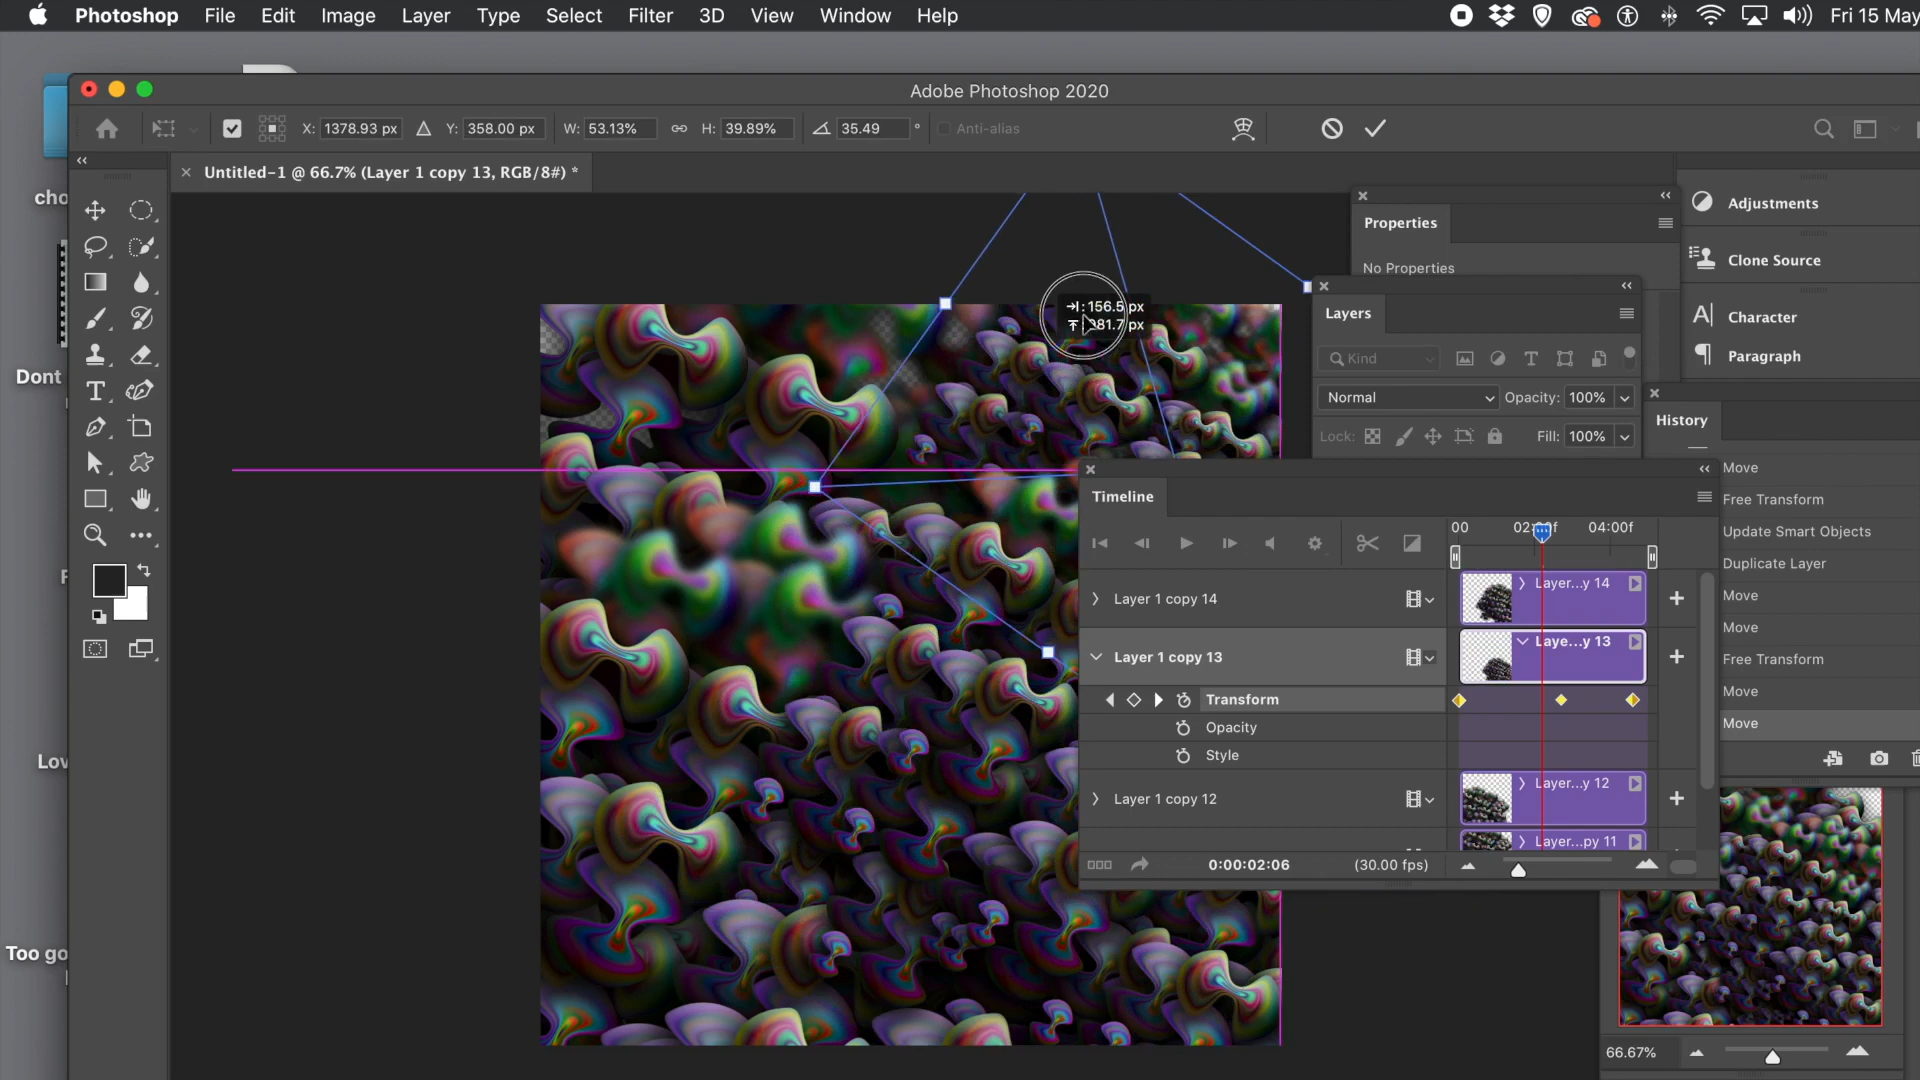 Photoshop File Edit Image Layer Type Select Filter 3D View Window Help Fri 15 May
Adobe Photoshop 2020
X: 1378.93 px Y: 358.00 px W: 53.13% H: 39.89% 35.49 ° Anti-alias
Untitled-1 @ 66.7% (Layer 1 copy 13, RGB/8#) *
cho
Dont
Lov
Too go
156.5 px
Properties
No Properties
Layers
Kind
Normal Opacity: 100%
Lock: Fill: 100%
Adjustments
Clone Source
Character
Paragraph
History
Move
Free Transform
Update Smart Objects
Duplicate Layer
Move
Move
Free Transform
Move
Move
Timeline
00 04:00f
Layer 1 copy 14 Layer...y 14
Layer 1 copy 13 Laye...y 13
Transform
Opacity
Style
Layer 1 copy 12 Layer...y 12
Layer...py 11
0:00:02:06 (30.00 fps)
66.67%